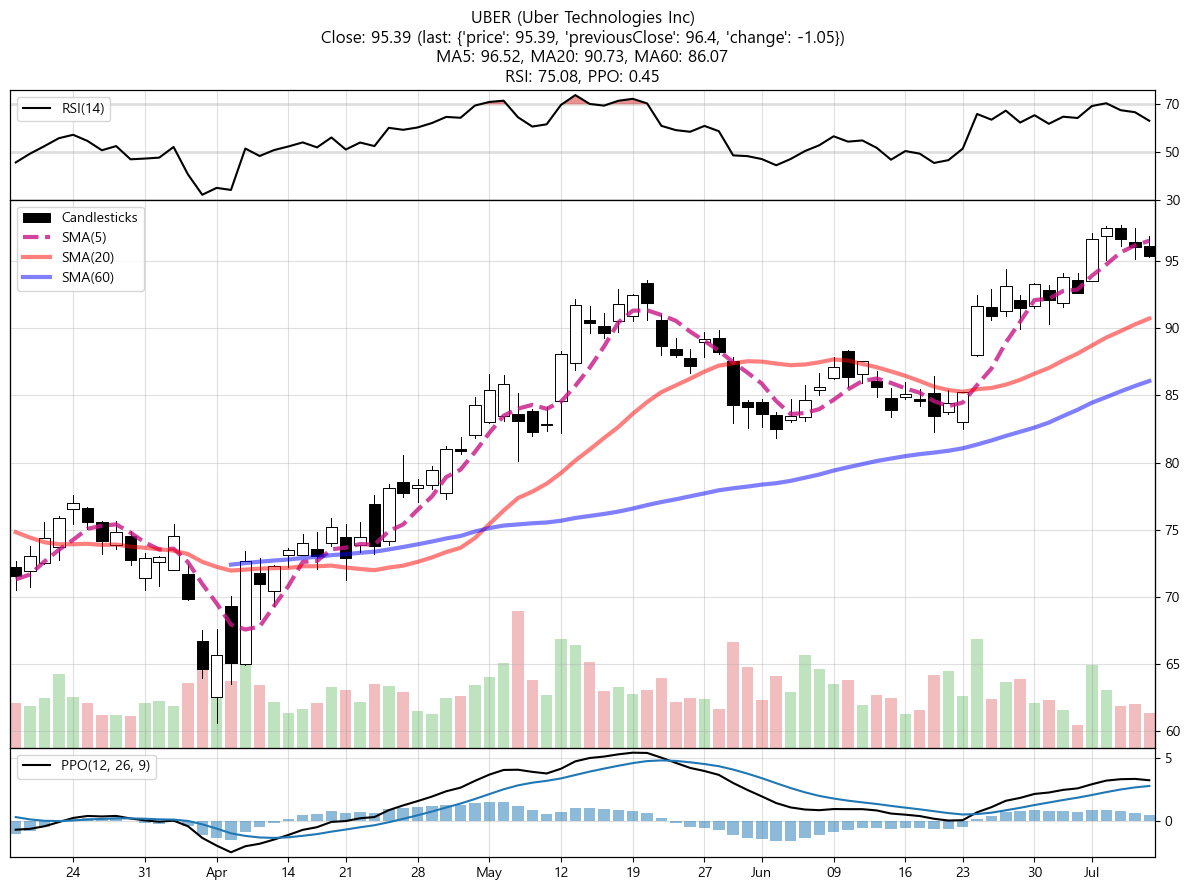 UBER (Uber Technologies Inc)
Close: 95.39 (last: {'price': 95.39, 'previousClose': 96.4, 'change': -1.05})
MA5: 96.52, MA20: 90.73, MA60: 86.07
RSI: 75.08, PPO: 0.45
RSI(14)
70
50
30
Candlesticks
SMA(5)
SMA(20)
SMA(60)
95
90
85
80
75
70
65
60
PPO(12, 26, 9)
5
0
24 31 Apr 14 21 28 May 12 19 27 Jun 09 16 23 30 Jul